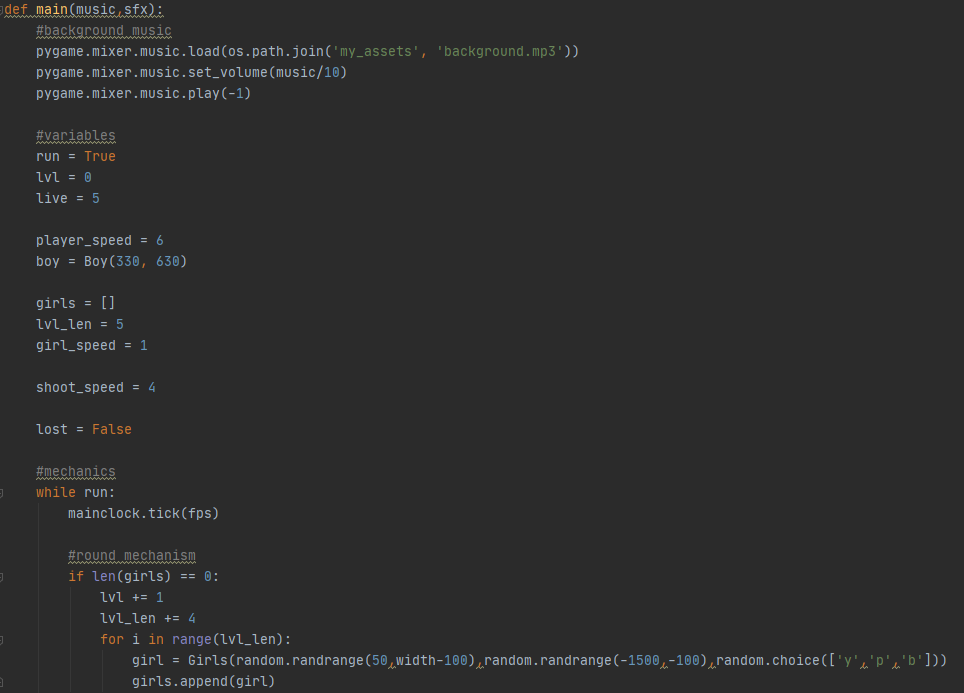 def main(music,sfx):
    #background music
    pygame.mixer.music.load(os.path.join('my_assets', 'background.mp3'))
    pygame.mixer.music.set_volume(music/10)
    pygame.mixer.music.play(-1)

    #variables
    run = True
    lvl = 0
    live = 5

    player_speed = 6
    boy = Boy(330, 630)

    girls = []
    lvl_len = 5
    girl_speed = 1

    shoot_speed = 4

    lost = False

    #mechanics
    while run:
        mainclock.tick(fps)

        #round mechanism
        if len(girls) == 0:
            lvl += 1
            lvl_len += 4
            for i in range(lvl_len):
                girl = Girls(random.randrange(50,width-100),random.randrange(-1500,-100),random.choice(['y','p','b']))
                girls.append(girl)